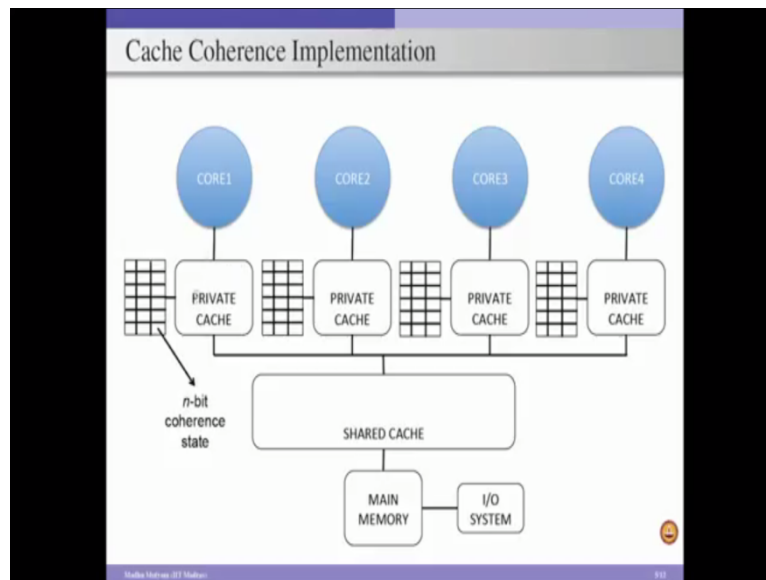 Cache Coherence Implementation
CORE1
CORE2
CORE3
CORE4
PRIVATE
CACHE
PRIVATE
CACHE
PRIVATE
CACHE
PRIVATE
CACHE
n-bit
coherence
state
SHARED CACHE
MAIN
MEMORY
I/O
SYSTEM